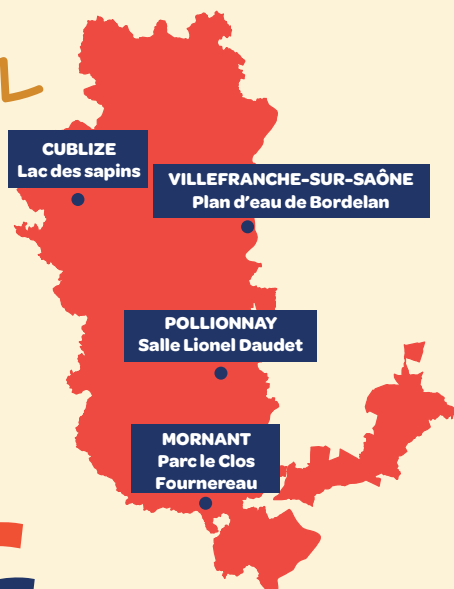 CUBLIZE
Lac des sapins
VILLEFRANCHE-SUR-SAÔNE
Plan d'eau de Bordelan
POLLIONNAY
Salle Lionel Daudet
MORNANT
Parc le Clos
Fournereau